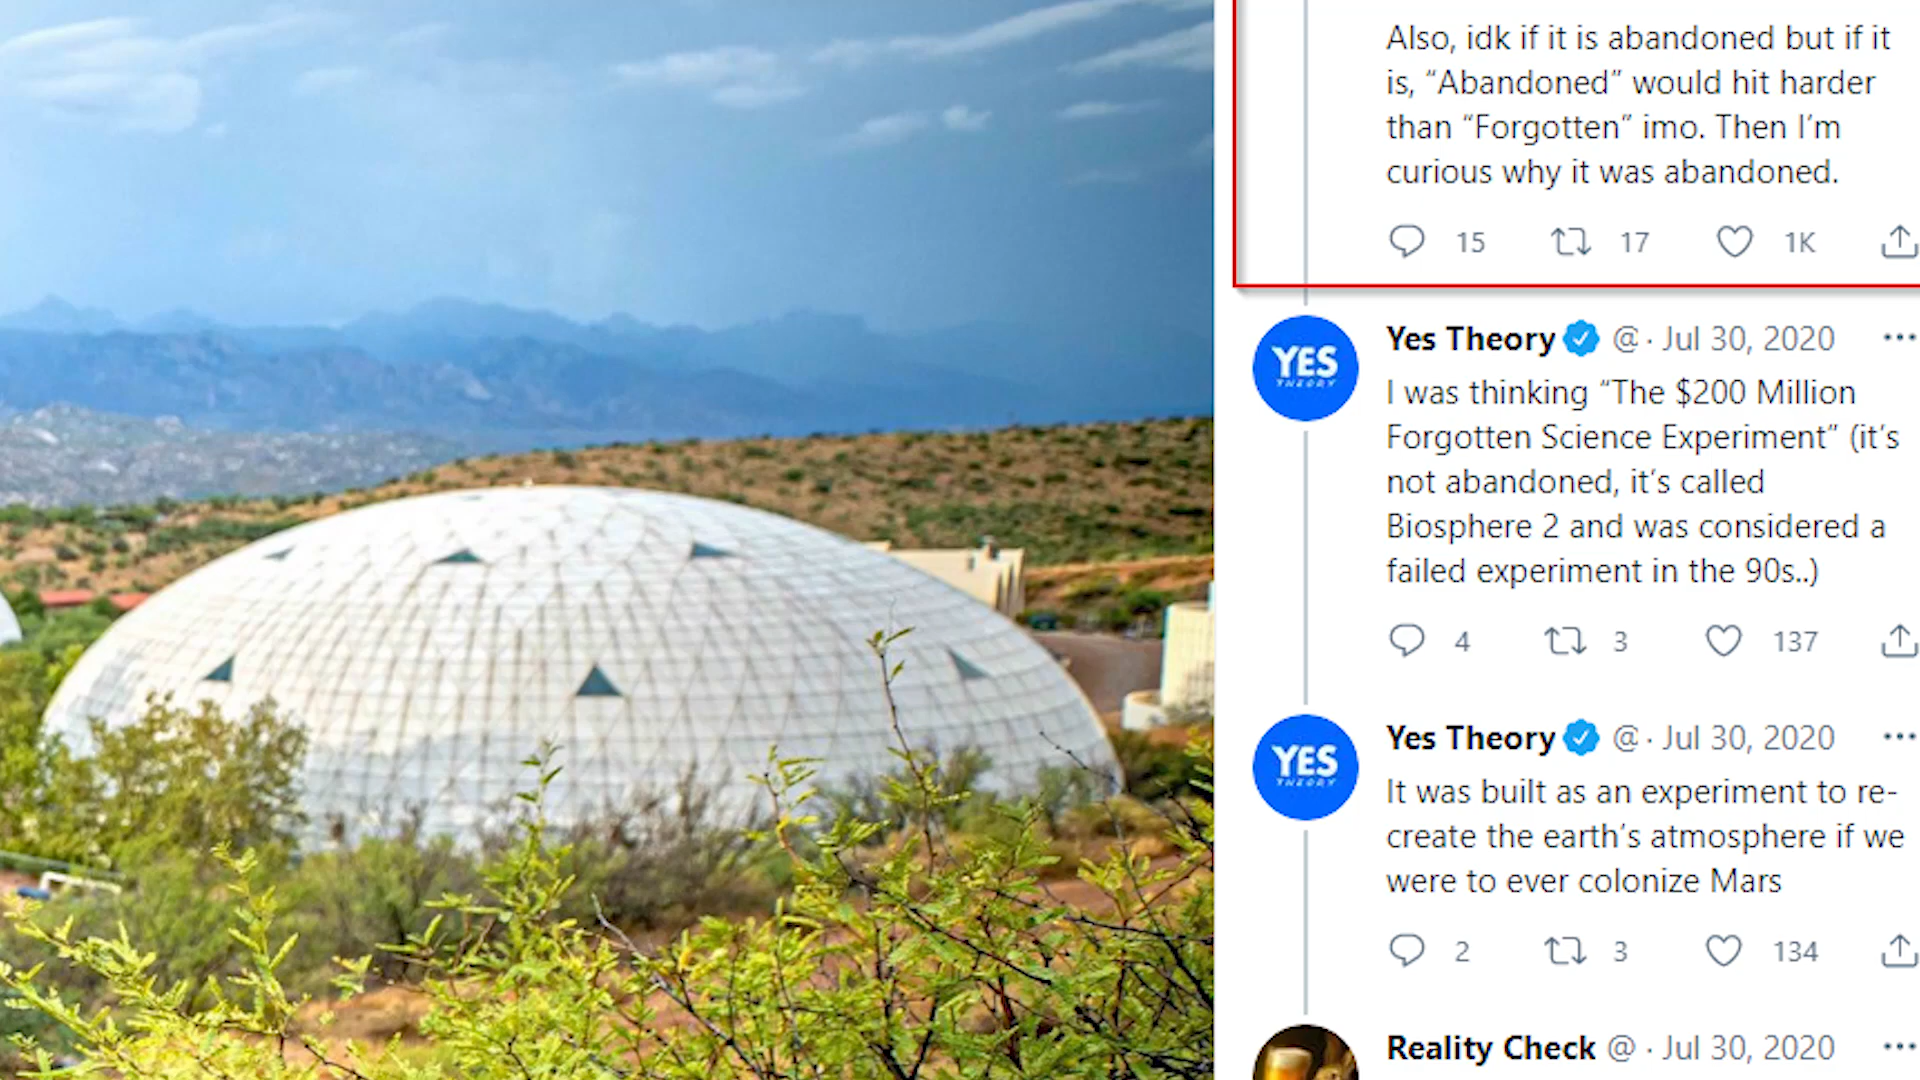 Also, idk if it is abandoned but if it
is, “Abandoned” would hit harder
than “Forgotten” imo. Then I’m
curious why it was abandoned.
15 17 1K
Yes Theory @ · Jul 30, 2020
YES
THEORY
I was thinking “The $200 Million
Forgotten Science Experiment” (it’s
not abandoned, it’s called
Biosphere 2 and was considered a
failed experiment in the 90s..)
4 3 137
Yes Theory @ · Jul 30, 2020
YES
THEORY
It was built as an experiment to re-
create the earth’s atmosphere if we
were to ever colonize Mars
2 3 134
Reality Check @ · Jul 30, 2020